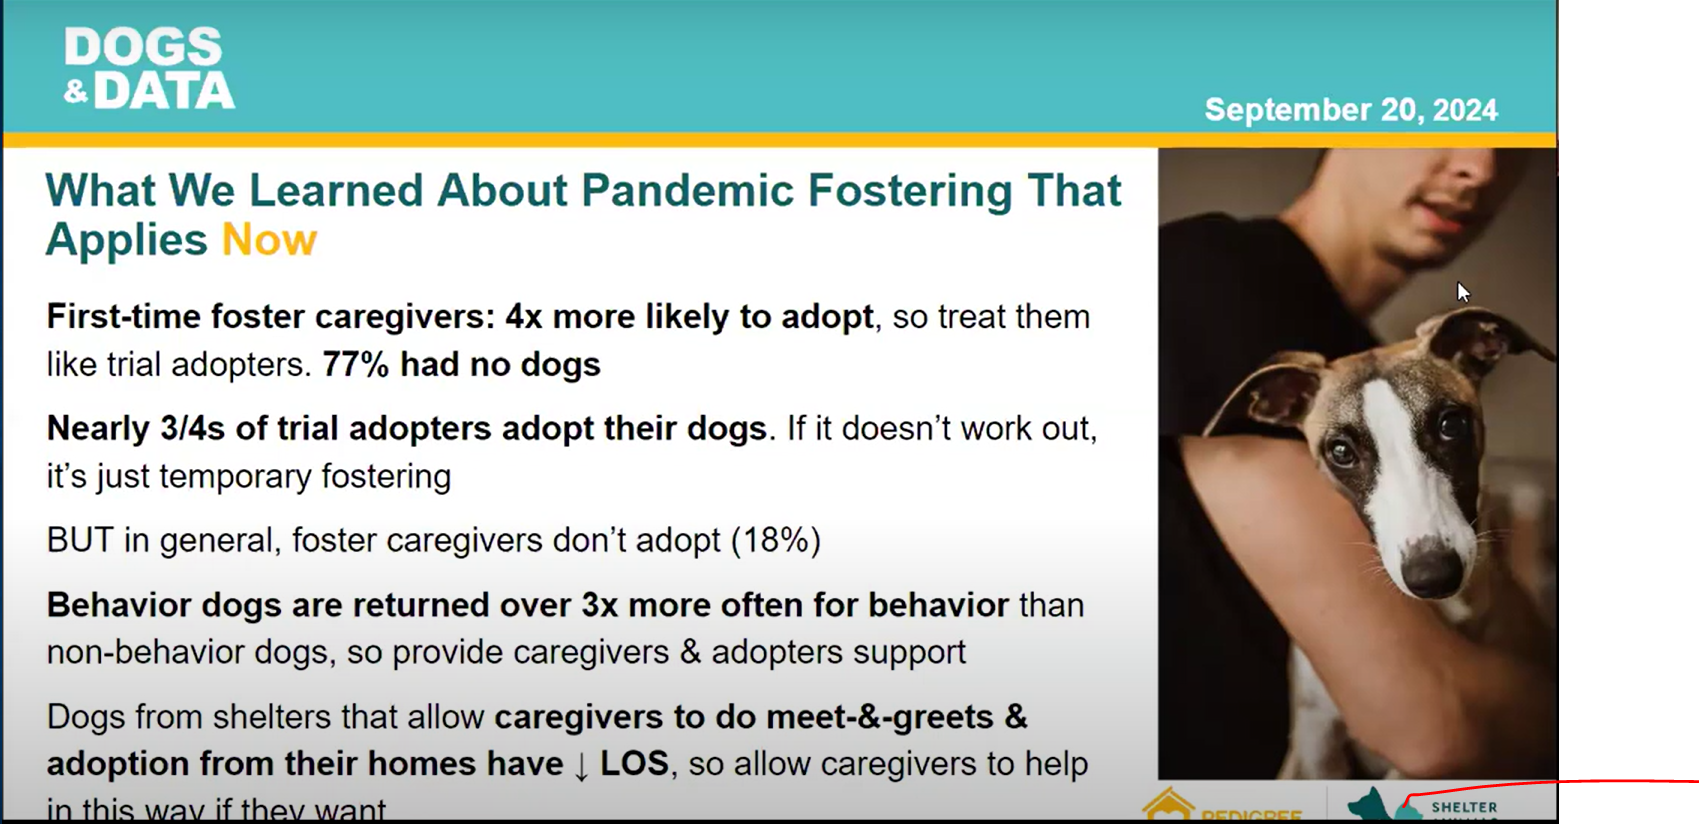 DOGS
& DATA
September 20, 2024
What We Learned About Pandemic Fostering That
Applies Now
First-time foster caregivers: 4x more likely to adopt, so treat them
like trial adopters. 77% had no dogs
Nearly 3/4s of trial adopters adopt their dogs. If it doesn’t work out,
it’s just temporary fostering
BUT in general, foster caregivers don’t adopt (18%)
Behavior dogs are returned over 3x more often for behavior than
non-behavior dogs, so provide caregivers & adopters support
Dogs from shelters that allow caregivers to do meet-&-greets &
adoption from their homes have ↓ LOS, so allow caregivers to help
in this way if they want
PEDIGREE
SHELTER